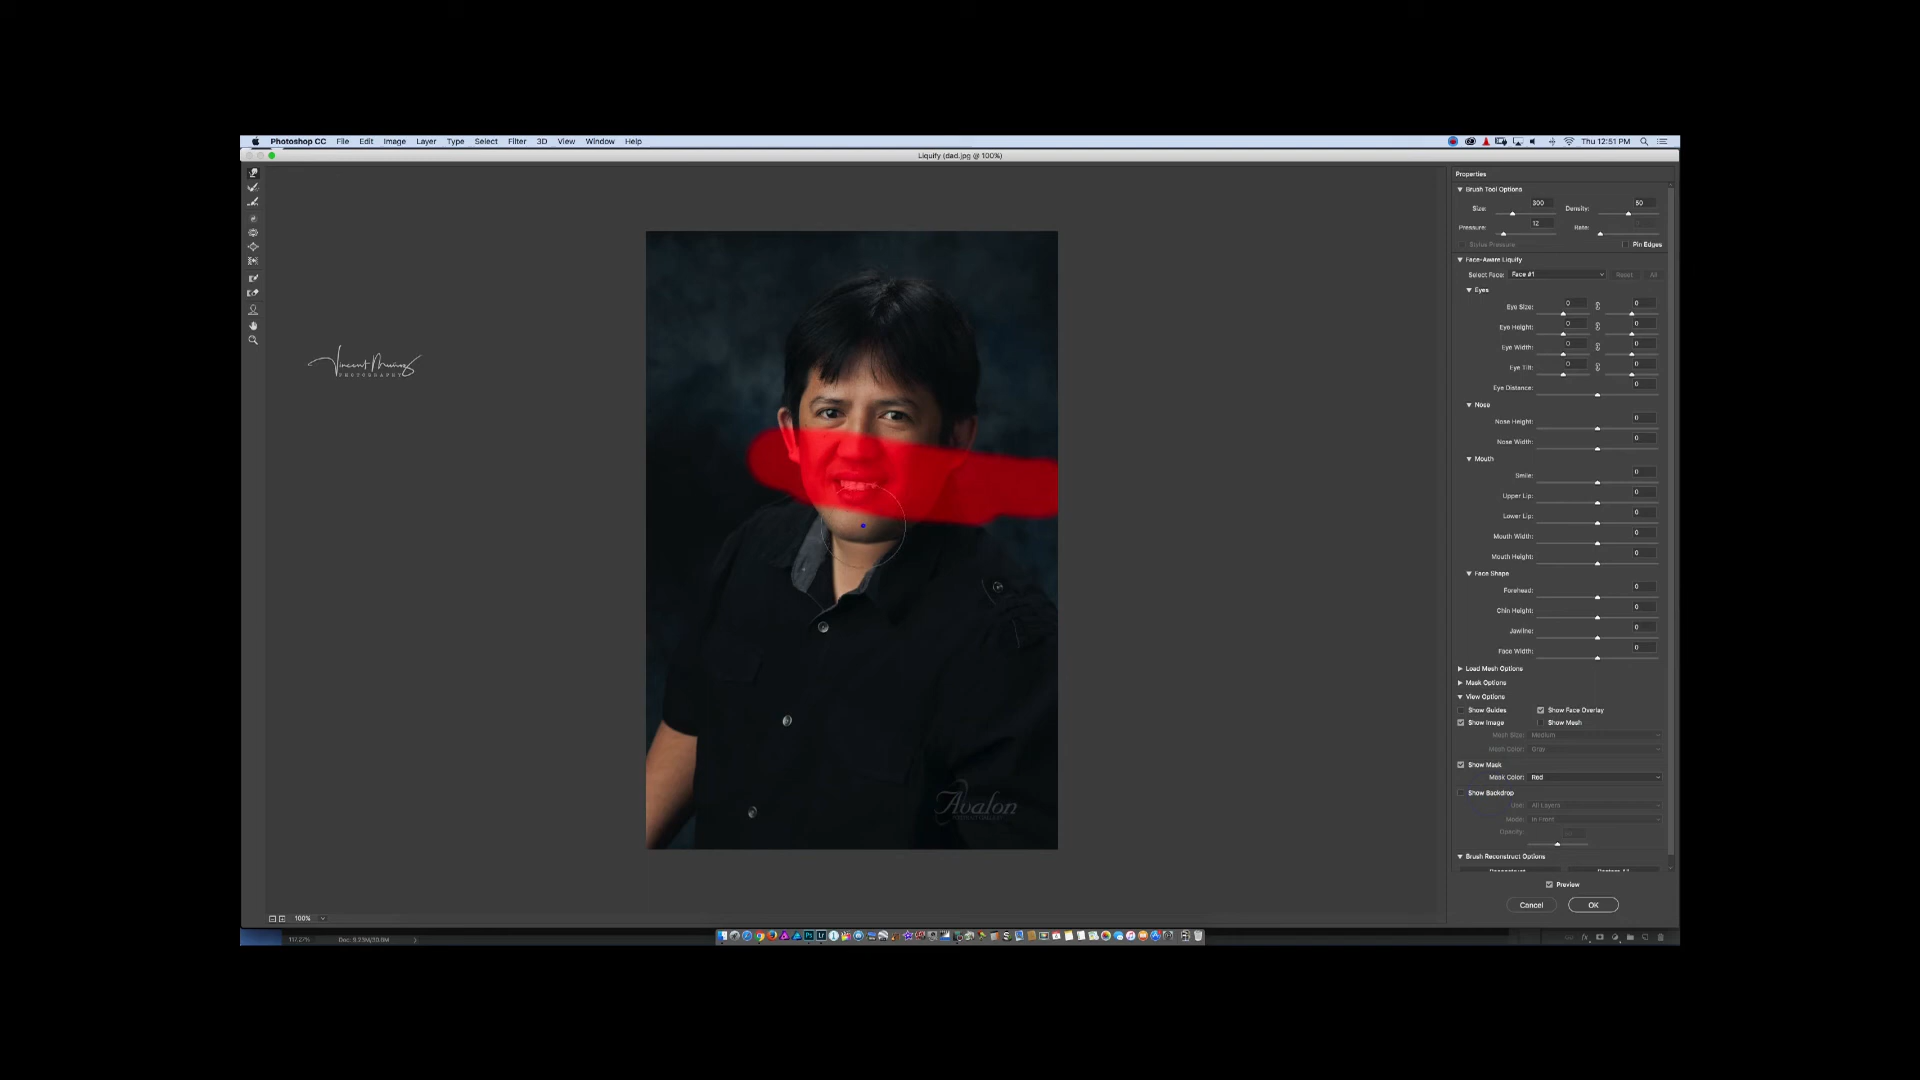 Photoshop CC File Edit Image Layer Type Select Filter 3D View Window Help Thu 12:51 PM
Liquify (dad.jpg @ 100%)
Properties
Brush Tool Options
Size: 300 Density: 50
Pressure: 12 Rate:
Stylus Pressure Pin Edges
Face-Aware Liquify
Select Face: Face #1 Reset All
Eyes
Eye Size: 0 0
Eye Height: 0 0
Eye Width: 0 0
Eye Tilt: 0 0
Eye Distance: 0
Nose
Nose Height: 0
Nose Width: 0
Mouth
Smile: 0
Upper Lip: 0
Lower Lip: 0
Mouth Width: 0
Mouth Height: 0
Face Shape
Forehead: 0
Chin Height: 0
Jawline: 0
Face Width: 0
Load Mesh Options
Mask Options
View Options
Show Guides Show Face Overlay
Show Image Show Mesh
Mesh Size: Medium
Mesh Color: Gray
Show Mask
Mask Color: Red
Show Backdrop
Use: All Layers
Mode: In Front
Opacity:
Brush Reconstruct Options
Preview
Cancel OK
Vincent Munoz
PHOTOGRAPHY
Avalon
100%
117.27% Doc: 9.23M/30.9M